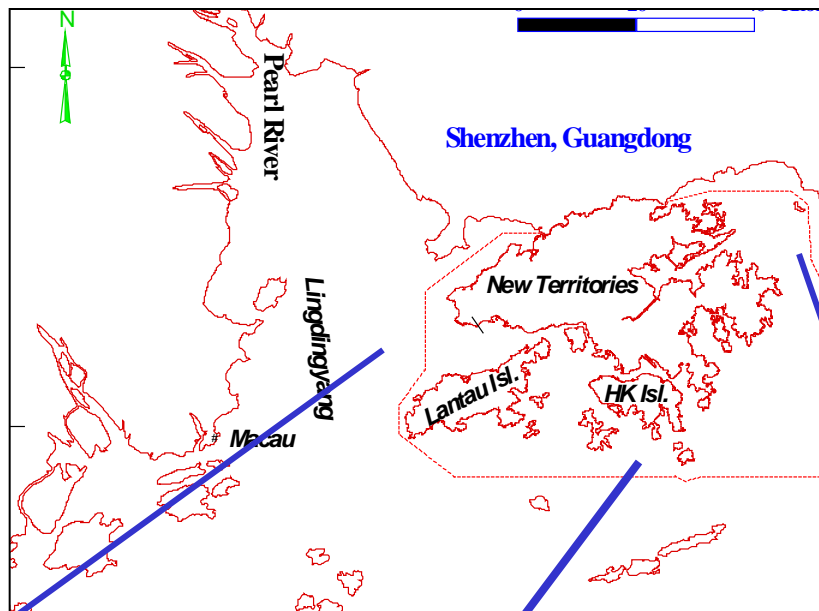 N
Pearl River
Shenzhen, Guangdong
Lingdingyang
New Territories
Lantau Isl.
HK Isl.
# Macau